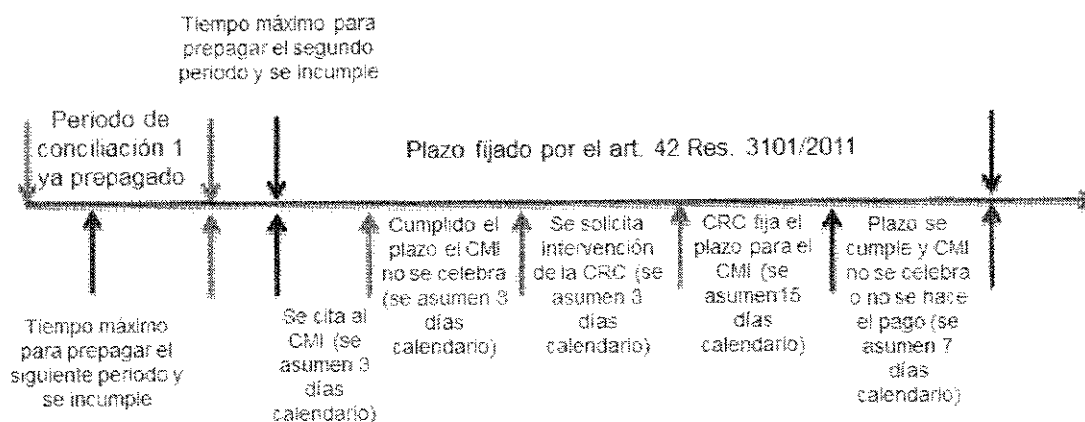 Tiempo máximo para
prepagar el segundo
periodo y se incumple
Periodo de
conciliación 1
ya prepagado
Plazo fijado por el art. 42 Res. 3101/2011
Tiempo máximo
para prepagar el
siguiente periodo y
se incumple
Se cita al
CMI (se
asumen 3
días
calendario)
Cumplido el
plazo el CMI
no se celebra
(se asumen 3
días
calendario)
Se solicita
intervención
de la CRC (se
asumen 3
días
calendario)
CRC fija el
plazo para el
CMI (se
asumen15
días
calendario)
Plazo se
cumple y CMI
no se celebra
o no se hace
el pago (se
asumen 7
días
calendario)